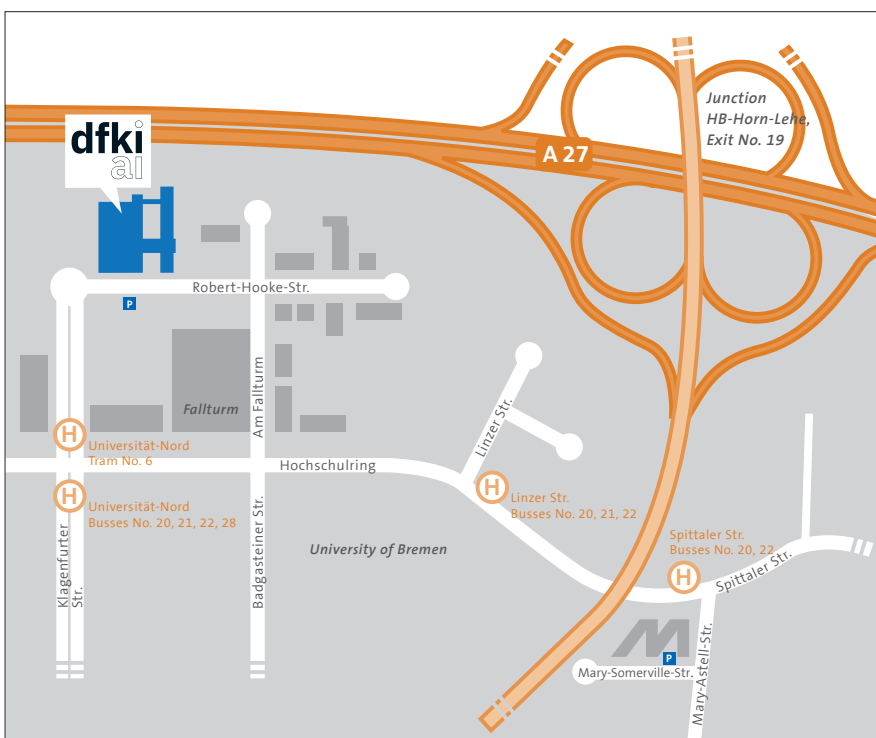 Junction
HB-Horn-Lehe,
Exit No. 19
dfki
ai
A 27
Robert-Hooke-Str.
P
Fallturm
Am Fallturm
Linzer Str.
H
Universität-Nord
Tram No. 6
Hochschulring
H
Universität-Nord
Busses No. 20, 21, 22, 28
H
Linzer Str.
Busses No. 20, 21, 22
Klagenfurter
Str.
Badgasteiner Str.
University of Bremen
Spittaler Str.
Busses No. 20, 22
H
Spittaler Str.
P
Mary-Somerville-Str.
Mary-Astell-Str.